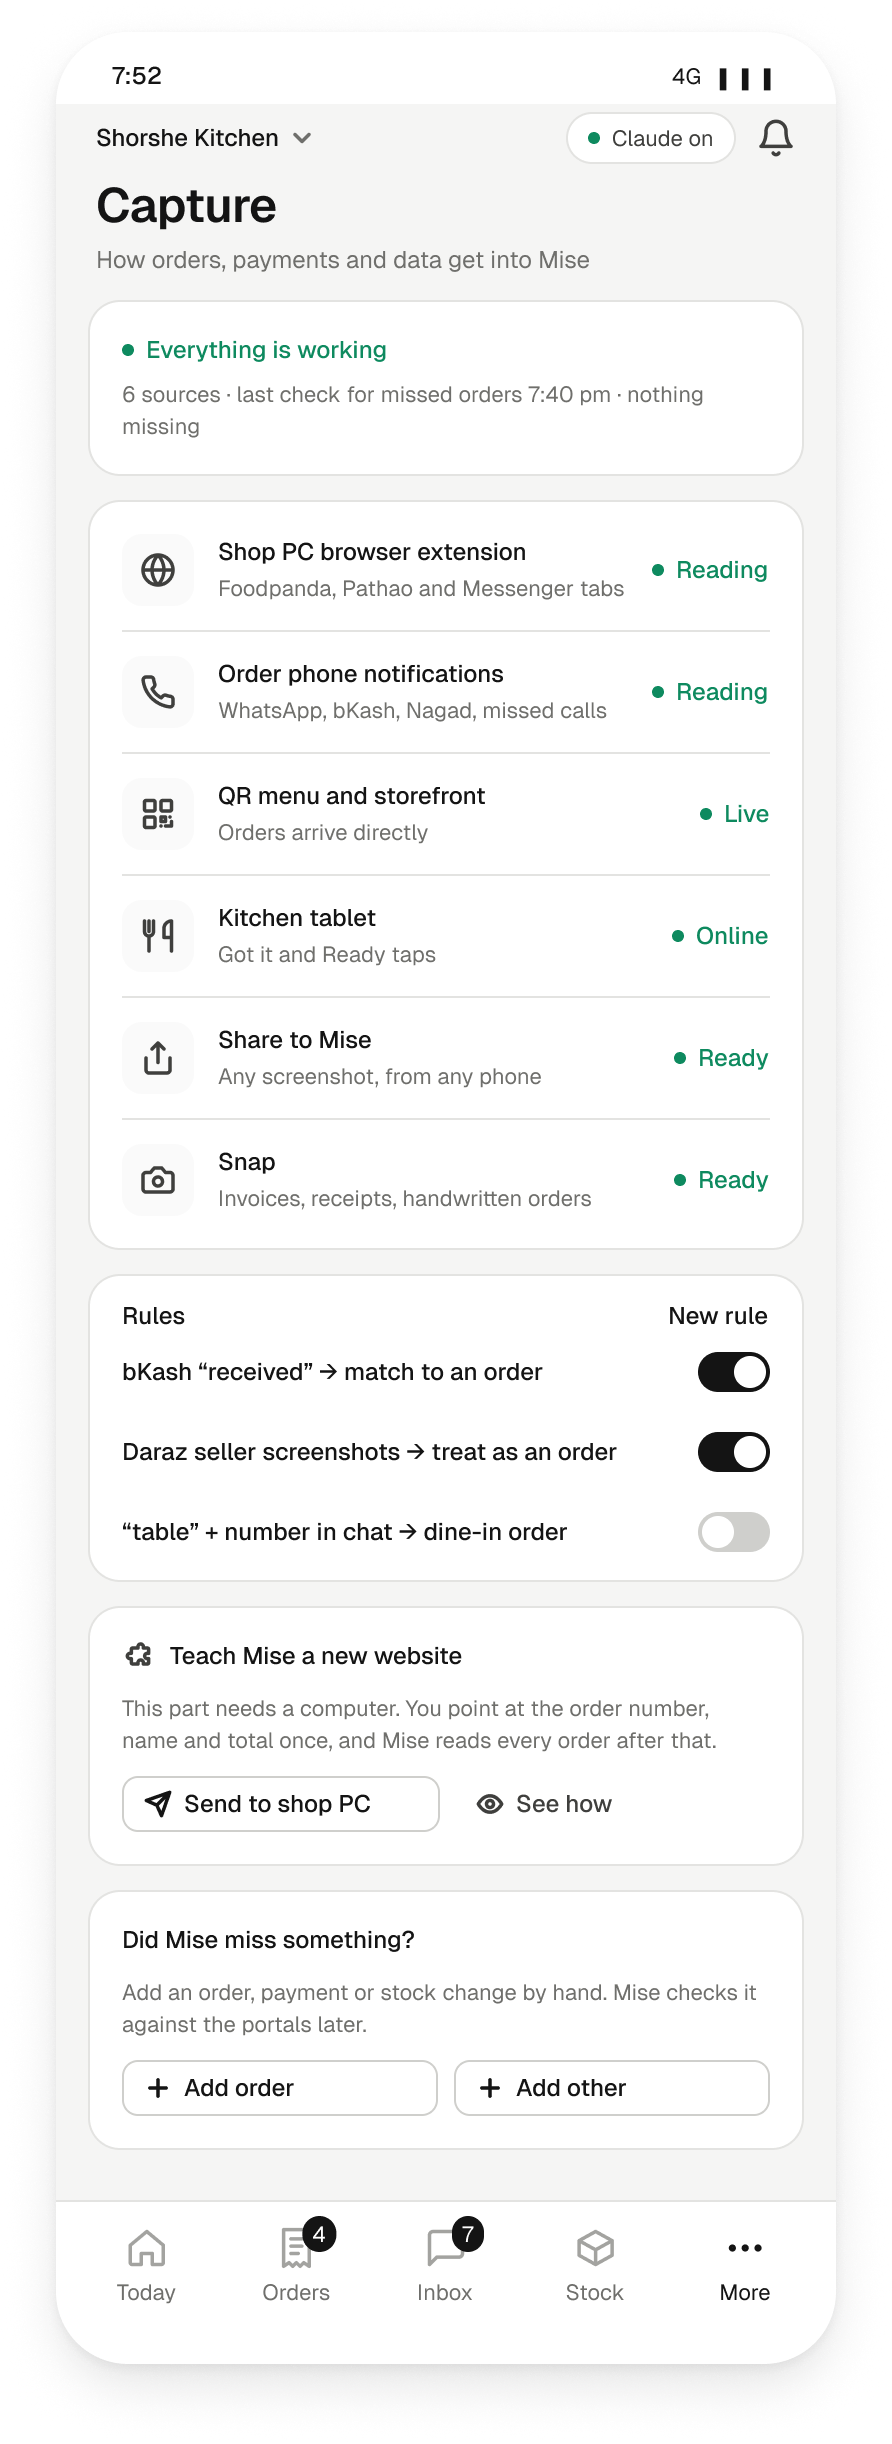 7:52
4G
Shorshe Kitchen
Claude on
Capture
How orders, payments and data get into Mise
Everything is working
6 sources · last check for missed orders 7:40 pm · nothing
missing
Shop PC browser extension
Foodpanda, Pathao and Messenger tabs
Reading
Order phone notifications
WhatsApp, bKash, Nagad, missed calls
Reading
QR menu and storefront
Orders arrive directly
Live
Kitchen tablet
Got it and Ready taps
Online
Share to Mise
Any screenshot, from any phone
Ready
Snap
Invoices, receipts, handwritten orders
Ready
Rules
New rule
bKash “received” → match to an order
Daraz seller screenshots → treat as an order
“table” + number in chat → dine-in order
Teach Mise a new website
This part needs a computer. You point at the order number,
name and total once, and Mise reads every order after that.
Send to shop PC
See how
Did Mise miss something?
Add an order, payment or stock change by hand. Mise checks it
against the portals later.
Add order
Add other
4
7
Today
Orders
Inbox
Stock
More